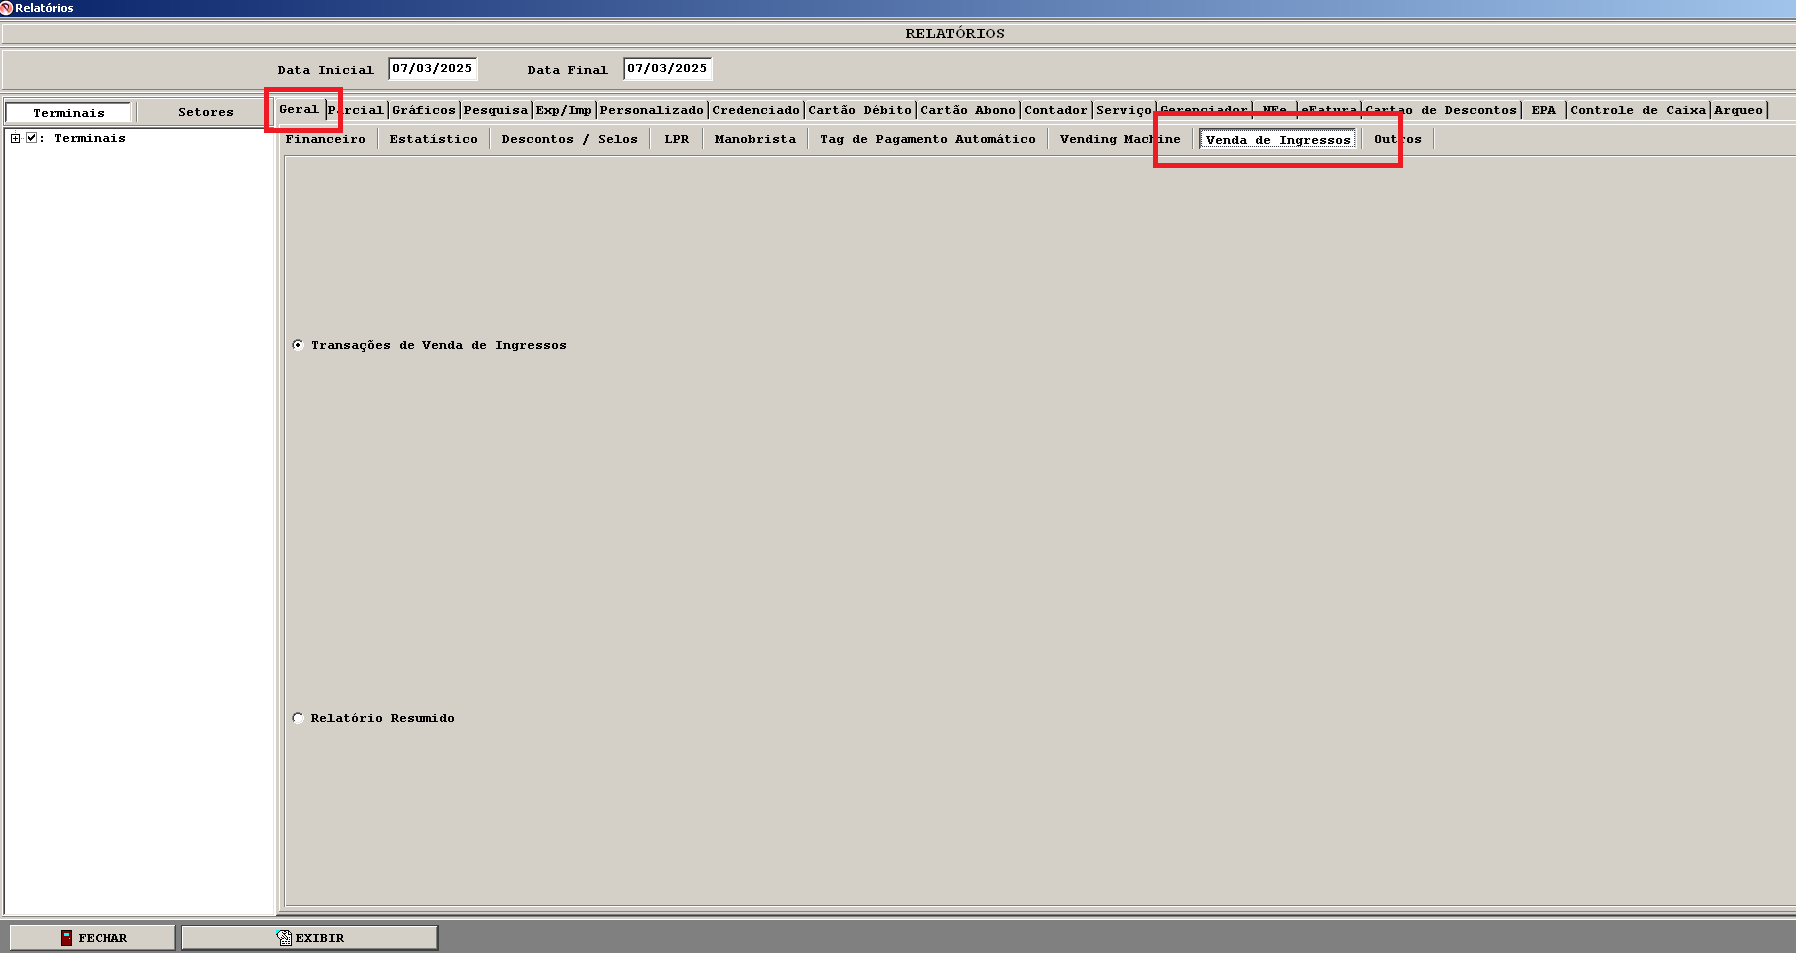 Relatórios
RELATÓRIOS
Data Inicial 07/03/2025 Data Final 07/03/2025
Terminais Setores Geral Parcial Gráficos Pesquisa Exp/Imp Personalizado Credenciado Cartão Débito Cartão Abono Contador Serviço Gerenciador NFe eFatura Cartao de Descontos EPA Controle de Caixa Arqueo
: Terminais Financeiro Estatístico Descontos / Selos LPR Manobrista Tag de Pagamento Automático Vending Machine Venda de Ingressos Outros
Transações de Venda de Ingressos
Relatório Resumido
FECHAR EXIBIR